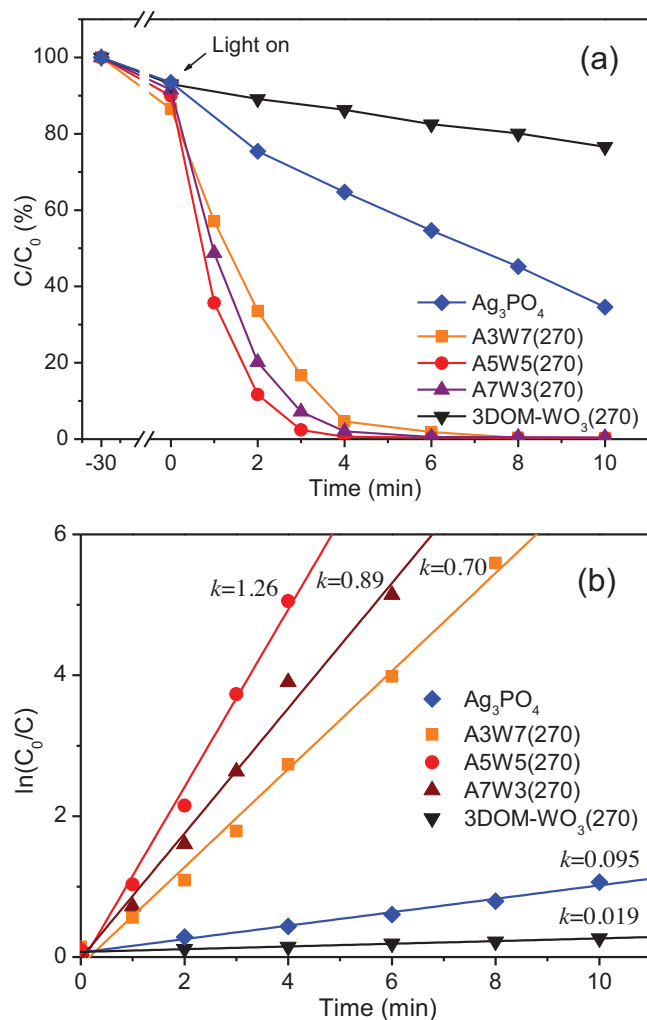 (a)
Light on
100
80
60
40
20
0
C/C₀ (%)
Ag₃PO₄
A3W7(270)
A5W5(270)
A7W3(270)
3DOM-WO₃(270)
-30 0 2 4 6 8 10
Time (min)
(b)
6
4
2
0
ln(C₀/C)
k=1.26
k=0.89
k=0.70
Ag₃PO₄
A3W7(270)
A5W5(270)
A7W3(270)
3DOM-WO₃(270)
k=0.095
k=0.019
0 2 4 6 8 10
Time (min)